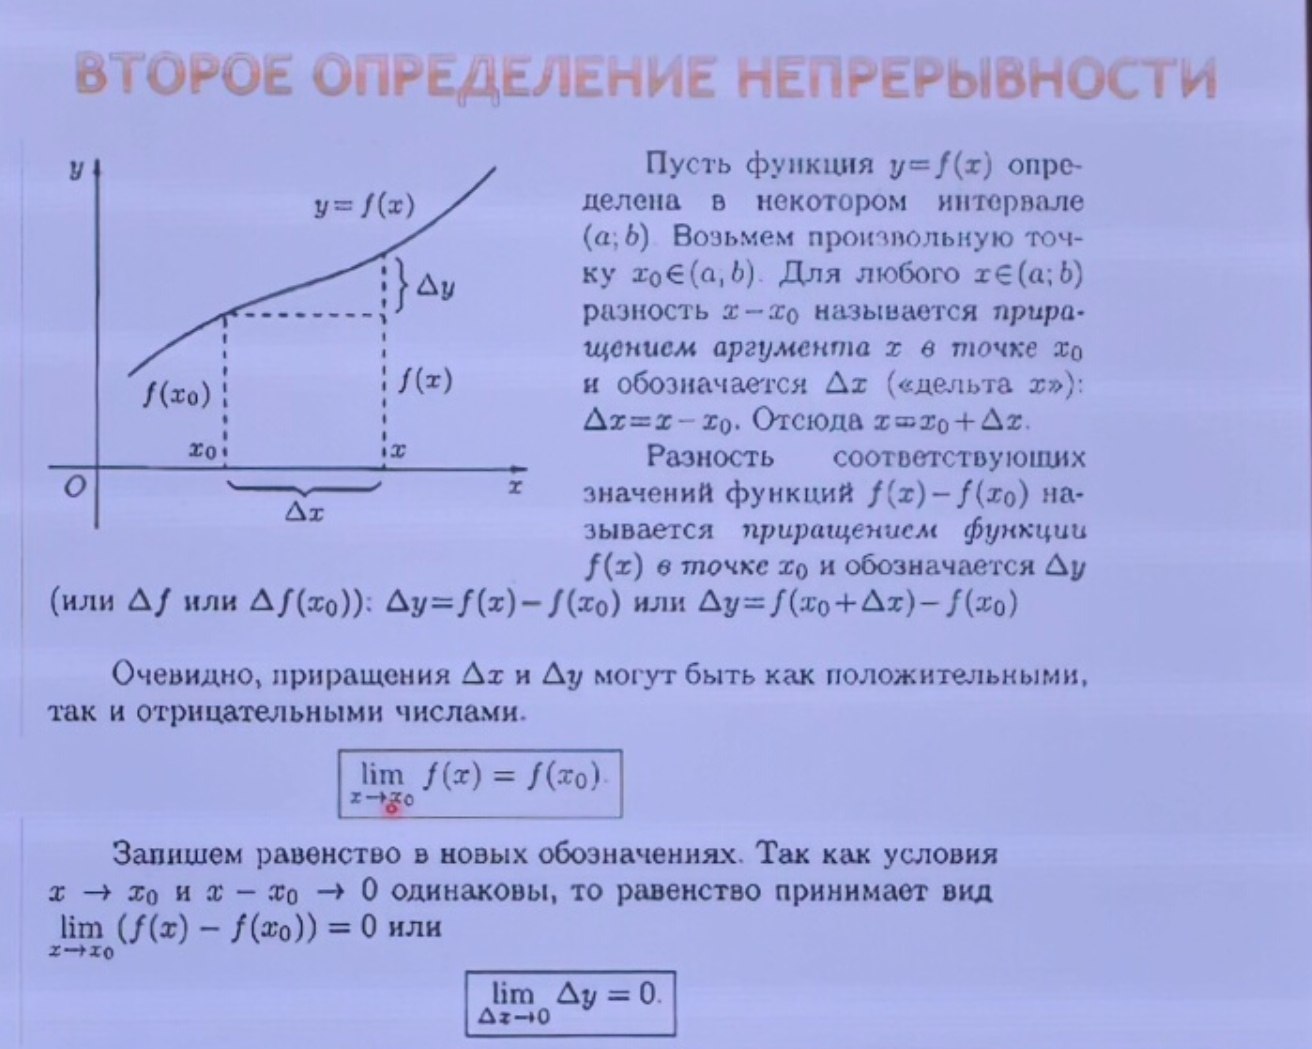 ВТОРОЕ ОПРЕДЕЛЕНИЕ НЕПРЕРЫВНОСТИ
y
y=f(x)
Δy
f(x₀)
f(x)
x₀
x
O
x
Δx
Пусть функция y=f(x) опре-
делена в некотором интервале
(a; b). Возьмем произвольную точ-
ку x₀∈(a; b). Для любого x∈(a; b)
разность x−x₀ называется прира-
щением аргумента x в точке x₀
и обозначается Δx («дельта x»):
Δx=x−x₀. Отсюда x=x₀+Δx.
Разность соответствующих
значений функций f(x)−f(x₀) на-
зывается приращением функции
f(x) в точке x₀ и обозначается Δy
(или Δf или Δf(x₀)): Δy=f(x)−f(x₀) или Δy=f(x₀+Δx)−f(x₀)
Очевидно, приращения Δx и Δy могут быть как положительными,
так и отрицательными числами.
lim f(x) = f(x₀).
x→x₀
Запишем равенство в новых обозначениях. Так как условия
x → x₀ и x − x₀ → 0 одинаковы, то равенство принимает вид
lim (f(x) − f(x₀)) = 0 или
x→x₀
lim Δy = 0.
Δx→0